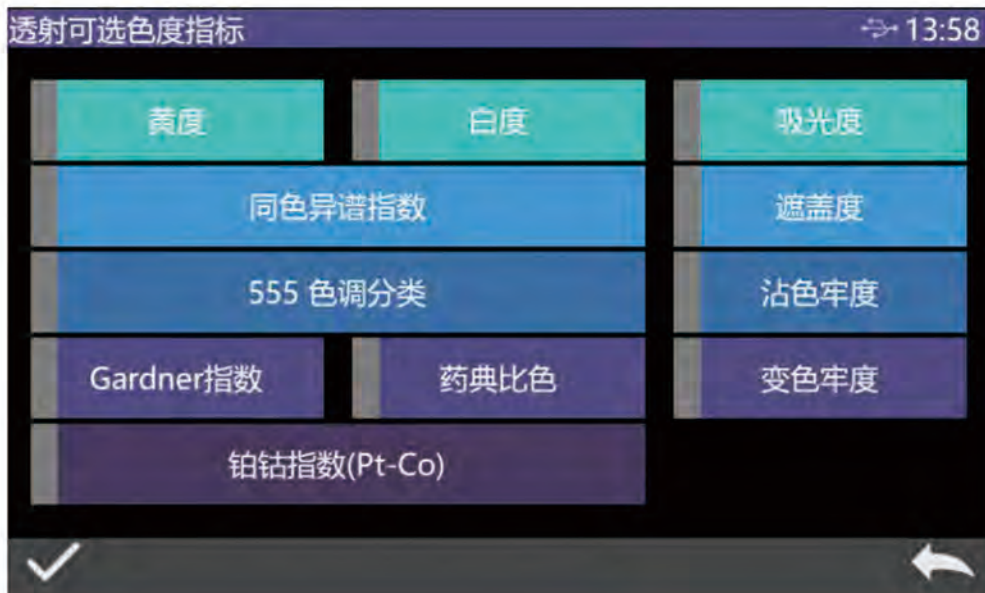 透射可选色度指标 13:58
黄度 白度 吸光度
同色异谱指数 遮盖度
555 色调分类 沾色牢度
Gardner指数 药典比色 变色牢度
铂钴指数(Pt-Co)